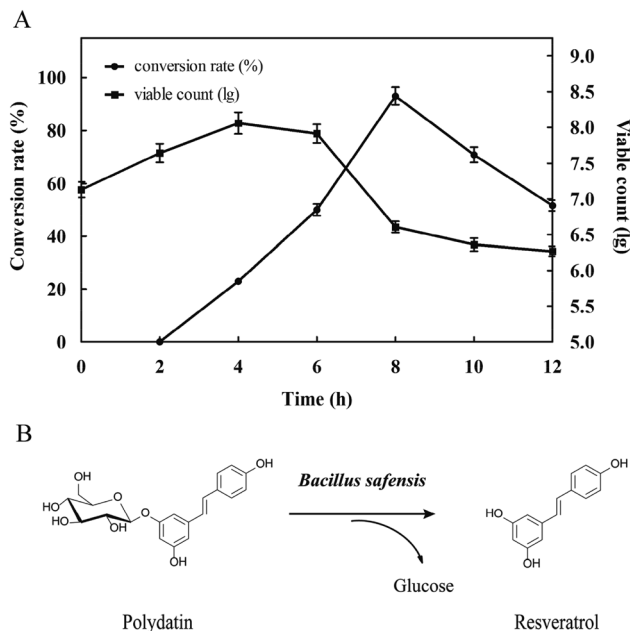 A
conversion rate (%)
viable count (lg)
Conversion rate (%)
100
80
60
40
20
0
9.0
8.5
8.0
7.5
7.0
6.5
6.0
5.5
5.0
Viable count
(lg)
0 2 4 6 8 10 12
Time (h)
B
OH
HO
HO
OH
O
O
OH
OH
Bacillus safensis
Glucose
HO
OH
OH
Polydatin
Resveratrol